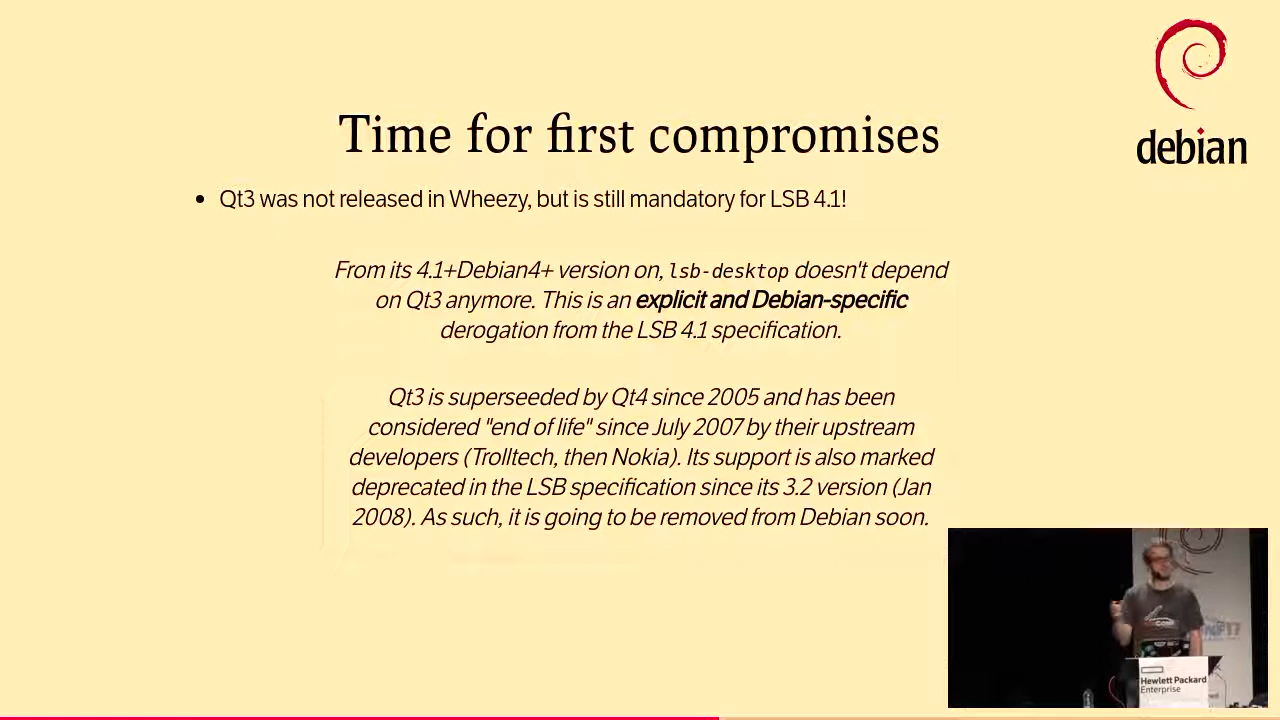 debian
Time for first compromises
• Qt3 was not released in Wheezy, but is still mandatory for LSB 4.1!
From its 4.1+Debian4+ version on, lsb-desktop doesn't depend
on Qt3 anymore. This is an explicit and Debian-specific
derogation from the LSB 4.1 specification.
Qt3 is superseeded by Qt4 since 2005 and has been
considered "end of life" since July 2007 by their upstream
developers (Trolltech, then Nokia). Its support is also marked
deprecated in the LSB specification since its 3.2 version (Jan
2008). As such, it is going to be removed from Debian soon.
Hewlett Packard
Enterprise